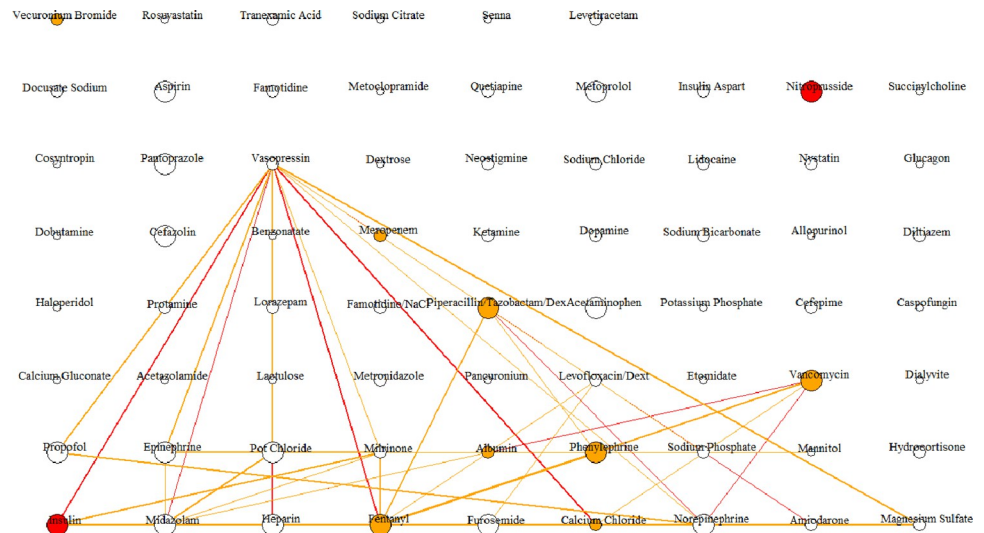 Vecuronium Bromide Rosuvastatin Tranexamic Acid Sodium Citrate Senna Levetiracetam
Docusate Sodium Aspirin Famotidine Metoclopramide Quetiapine Metoprolol Insulin Aspart Nitroprusside Succinylcholine
Cosyntropin Pantoprazole Vasopressin Dextrose Neostigmine Sodium Chloride Lidocaine Nystatin Glucagon
Dobutamine Cefazolin Benzonatate Meropenem Ketamine Dopamine Sodium Bicarbonate Allopurinol Diltiazem
Haloperidol Protamine Lorazepam Famotidine/NaCl Piperacillin/Tazobactam/Dex Acetaminophen Potassium Phosphate Cefepime Caspofungin
Calcium Gluconate Acetazolamide Lactulose Metronidazole Pancuronium Levofloxacin/Dext Etomidate Vancomycin Dialyvite
Propofol Epinephrine Pot Chloride Milrinone Albumin Phenylephrine Sodium Phosphate Mannitol Hydrocortisone
Insulin Midazolam Heparin Fentanyl Furosemide Calcium Chloride Norepinephrine Amiodarone Magnesium Sulfate